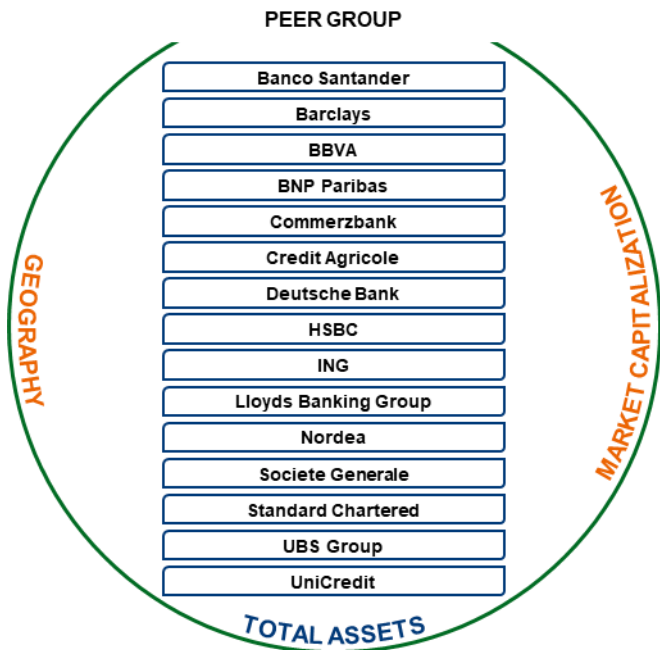 PEER GROUP
Banco Santander
Barclays
BBVA
BNP Paribas
Commerzbank
Credit Agricole
Deutsche Bank
HSBC
ING
Lloyds Banking Group
Nordea
Societe Generale
Standard Chartered
UBS Group
UniCredit
GEOGRAPHY
MARKET CAPITALIZATION
TOTAL ASSETS